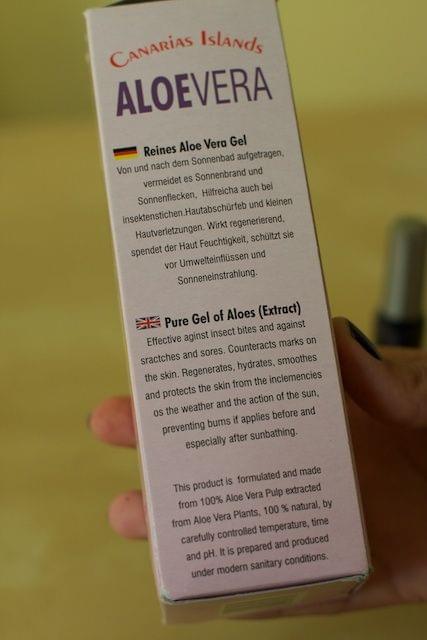 Canarias Islands
ALOEVERA
Reines Aloe Vera Gel
Von und nach dem Sonnenbad aufgetragen,
vermeidet es Sonnenbrand und
Sonnenflecken, Hilfreicha auch bei
insektenstichen.Hautabschürfeb und kleinen
Hautverletzungen. Wirkt regenerierend,
spendet der Haut Feuchtigkeit, schültzt sie
vor Umwelteinflüssen und
Sonneneinstrahlung.
Pure Gel of Aloes (Extract)
Effective aginst insect bites and against
sractches and sores. Counteracts marks on
the skin. Regenerates, hydrates, smoothes
and protects the skin from the inclemencies
os the weather and the action of the sun,
preventing burns if applies before and
especially after sunbathing.
This product is formulated and made
from 100% Aloe Vera Pulp extracted
from Aloe Vera Plants, 100 % natural, by
carefully controlled temperature, time
and pH. It is prepared and produced
under modern sanitary conditions.